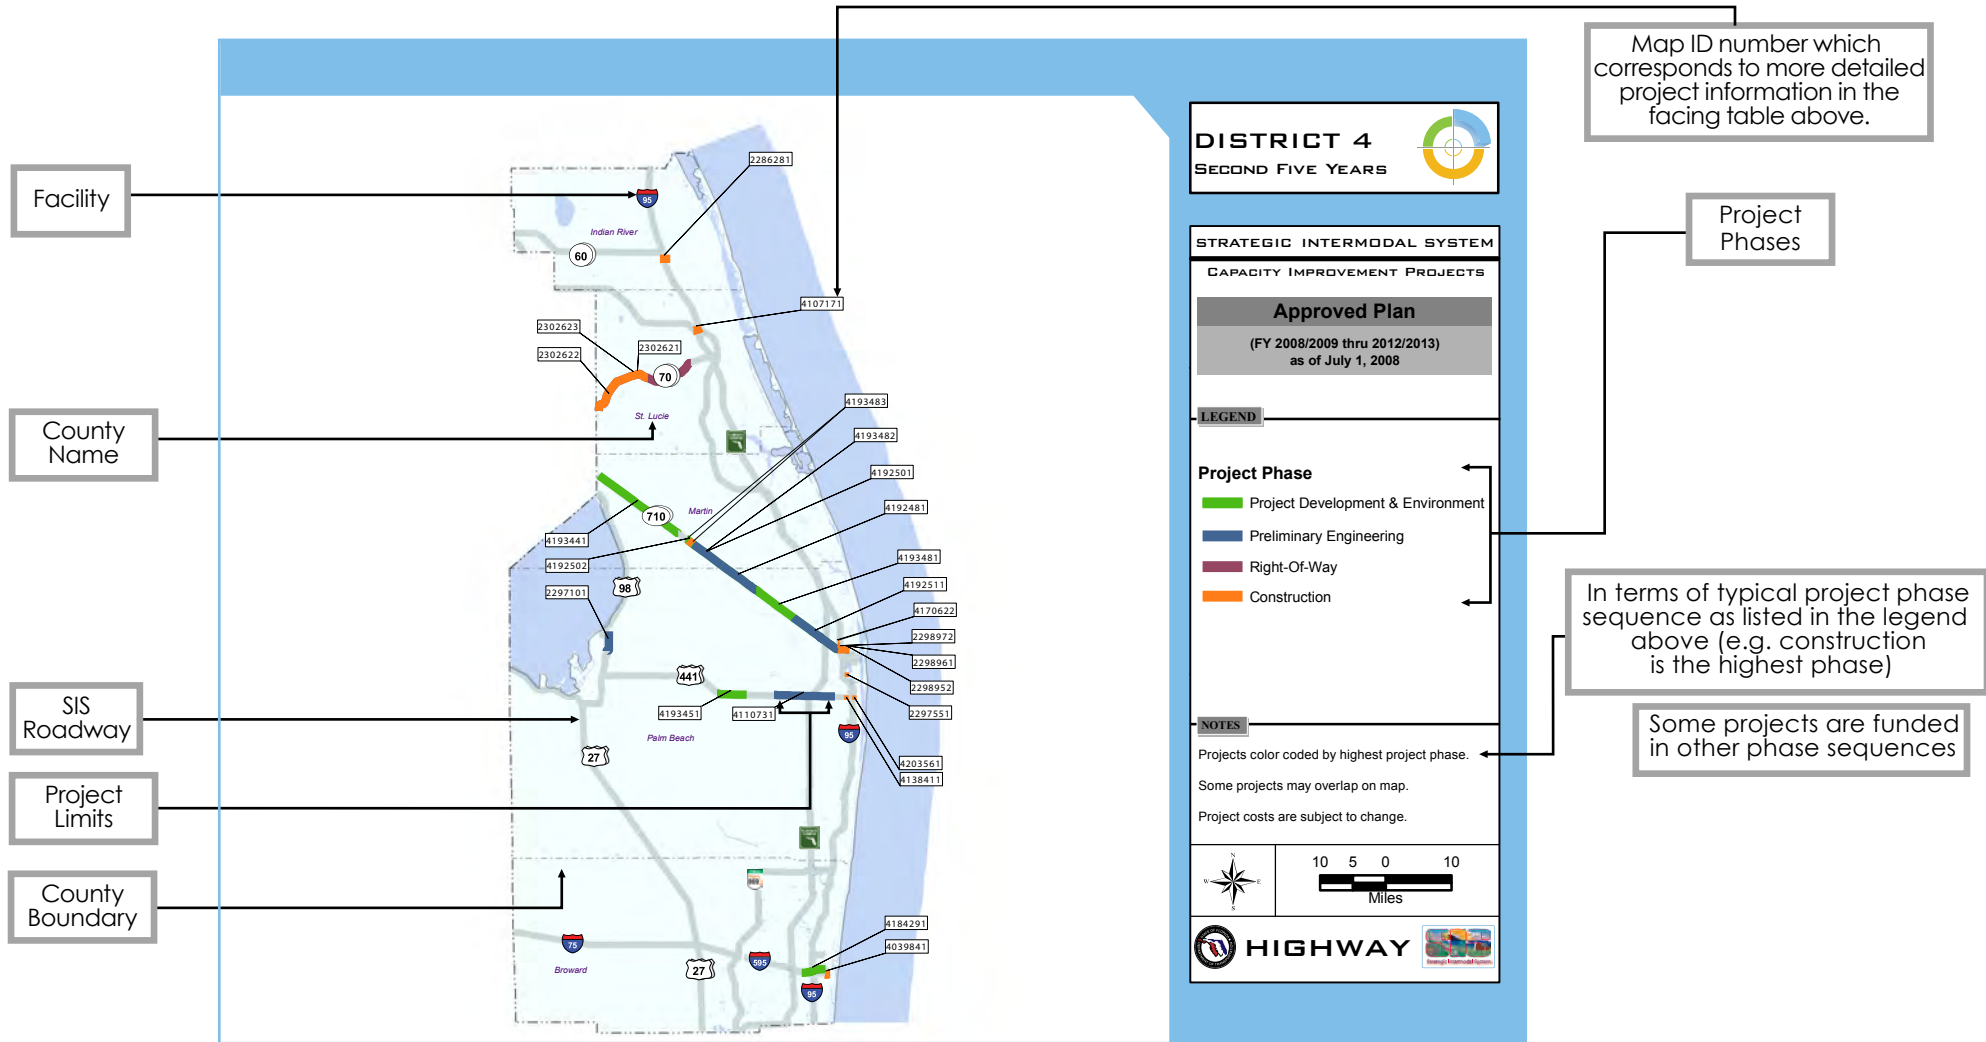 Map ID number which
corresponds to more detailed
project information in the
facing table above.
Facility
County
Name
SIS
Roadway
Project
Limits
County
Boundary
2286281
95
Indian River
60
4107171
2302623
2302622
2302621
70
St. Lucie
4193483
4193482
4192501
4192481
Martin
710
4193441
4192502
4193481
98
2297101
4192511
4170622
2298972
2298961
2298952
2297551
441
4193451
4110731
Palm Beach
95
27
4203561
4138411
869
4184291
4039841
75
Broward
595
27
95
DISTRICT 4
SECOND FIVE YEARS
STRATEGIC INTERMODAL SYSTEM
CAPACITY IMPROVEMENT PROJECTS
Approved Plan
(FY 2008/2009 thru 2012/2013)
as of July 1, 2008
LEGEND
Project Phase
Project Development & Environment
Preliminary Engineering
Right-Of-Way
Construction
NOTES
Projects color coded by highest project phase.
Some projects may overlap on map.
Project costs are subject to change.
N
W E
S
10 5 0 10
Miles
HIGHWAY
SIS
Strategic Intermodal System
Project
Phases
In terms of typical project phase
sequence as listed in the legend
above (e.g. construction
is the highest phase)
Some projects are funded
in other phase sequences